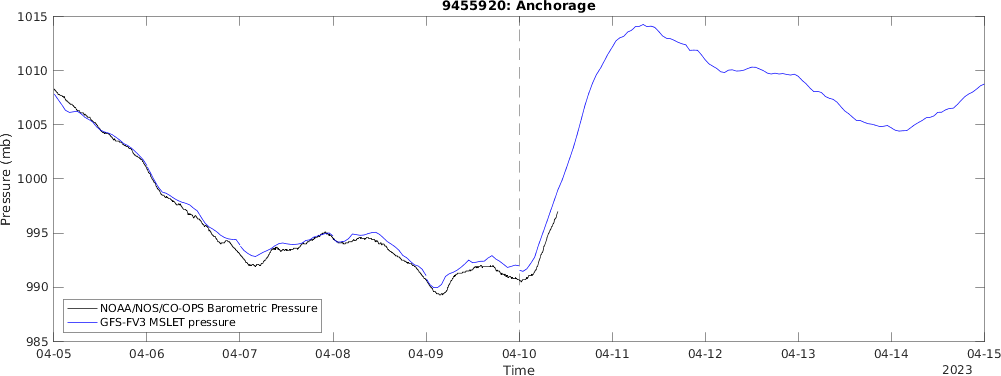 9455920: Anchorage
Pressure (mb)
1015
1010
1005
1000
995
990
985
NOAA/NOS/CO-OPS Barometric Pressure
GFS-FV3 MSLET pressure
04-05 04-06 04-07 04-08 04-09 04-10 04-11 04-12 04-13 04-14 04-15
Time
2023